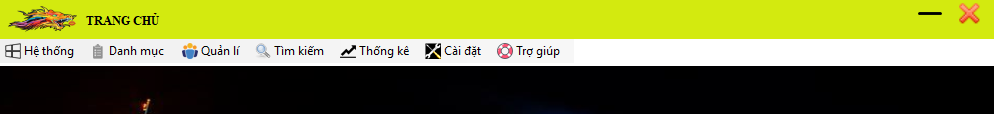 TRANG CHỦ
Hệ thống Danh mục Quản lí Tìm kiếm Thống kê Cài đặt Trợ giúp